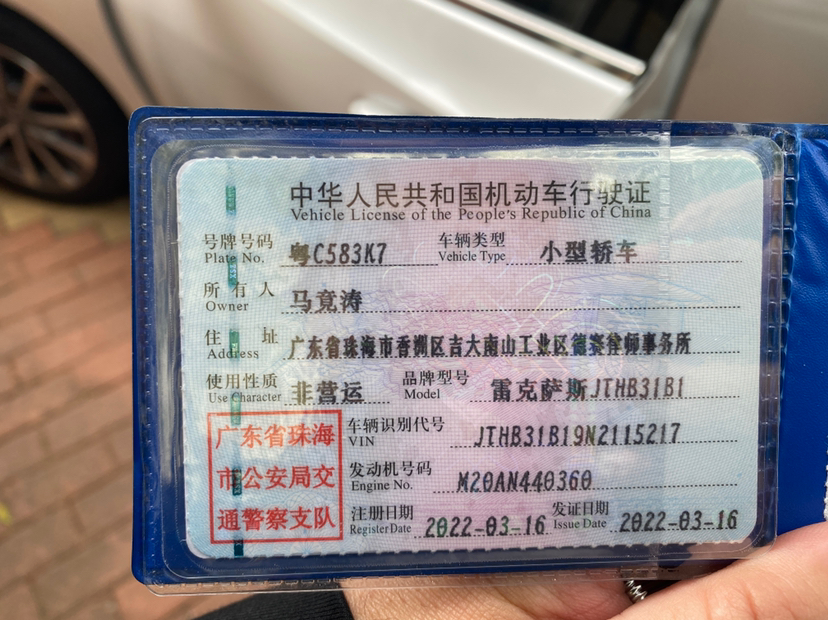 中华人民共和国机动车行驶证
Vehicle License of the People's Republic of China
号牌号码 粤C583K7 车辆类型 小型轿车
Plate No. Vehicle Type
所有人 马竟涛
Owner
住址 广东省珠海市香洲区吉大南山工业区德赛律师事务所
Address
使用性质 非营运 品牌型号 雷克萨斯JTHB31B1
Use Character Model
广东省珠海
市公安局交
通警察支队
车辆识别代号 JTHB31B19N2115217
VIN
发动机号码 M20AN440360
Engine No.
注册日期 2022-03-16 发证日期 2022-03-16
Register Date Issue Date